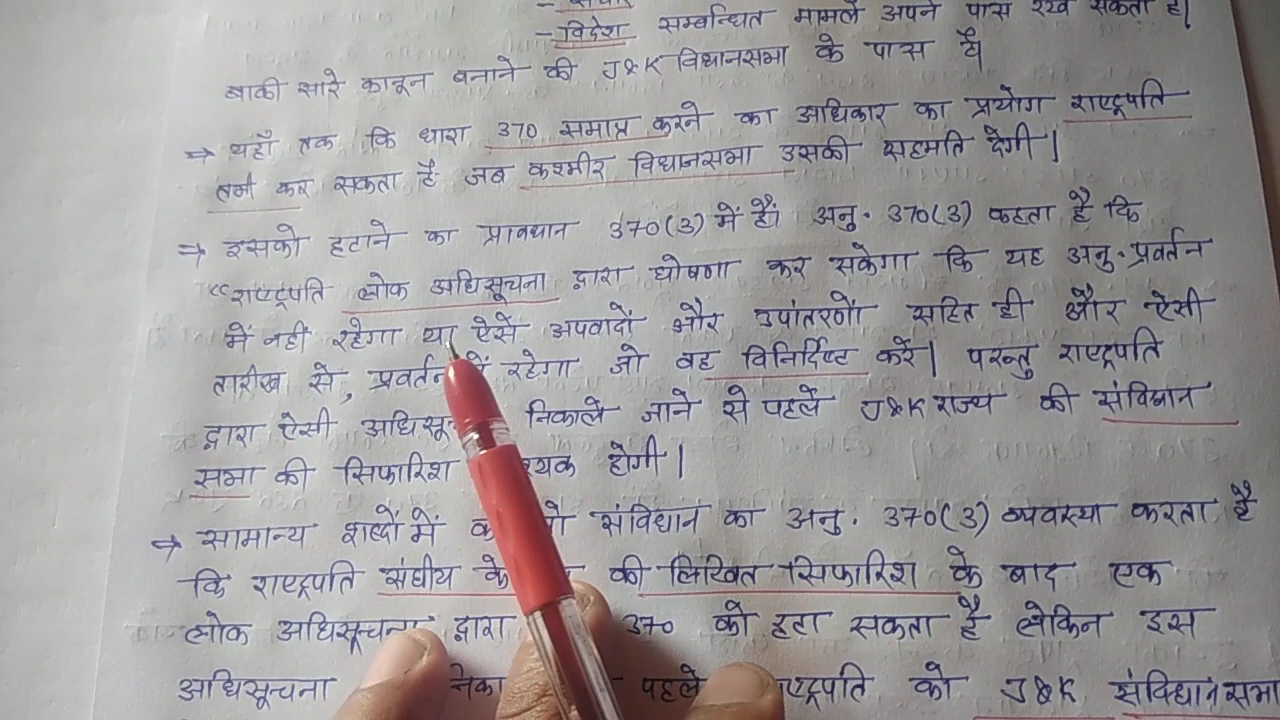 - संचार
- विदेश सम्बन्धित मामले अपने पास रख सकता है।
बाकी सारे कानून बनाने की J&K विधानसभा के पास है।
⇒ यहाँ तक कि धारा 370 समाप्त करने का अधिकार का प्रयोग राष्ट्रपति
तभी कर सकता है जब कश्मीर विधानसभा उसकी सहमति देगी।
⇒ इसको हटाने का प्रावधान 370(3) में हैं। अनु. 370(3) कहता है कि
“राष्ट्रपति लोक अधिसूचना द्वारा घोषणा कर सकेगा कि यह अनु. प्रवर्तन
में नहीं रहेगा या ऐसे अपवादों और उपांतरणों सहित ही और ऐसी
तारीख से, प्रवर्तन में रहेगा जो वह विनिर्दिष्ट करें। परन्तु राष्ट्रपति
द्वारा ऐसी अधिसू निकाले जाने से पहले J&K राज्य की संविधान
सभा की सिफारिश श्यक होगी।
⇒ सामान्य शब्दों में संविधान का अनु. 370(3) व्यवस्था करता है
कि राष्ट्रपति संघीय के की लिखित सिफारिश के बाद एक
लोक अधिसूचना द्वारा 370 को हटा सकता है लेकिन इस
अधिसूचना पहले राष्ट्रपति को J&K संविधानसभा